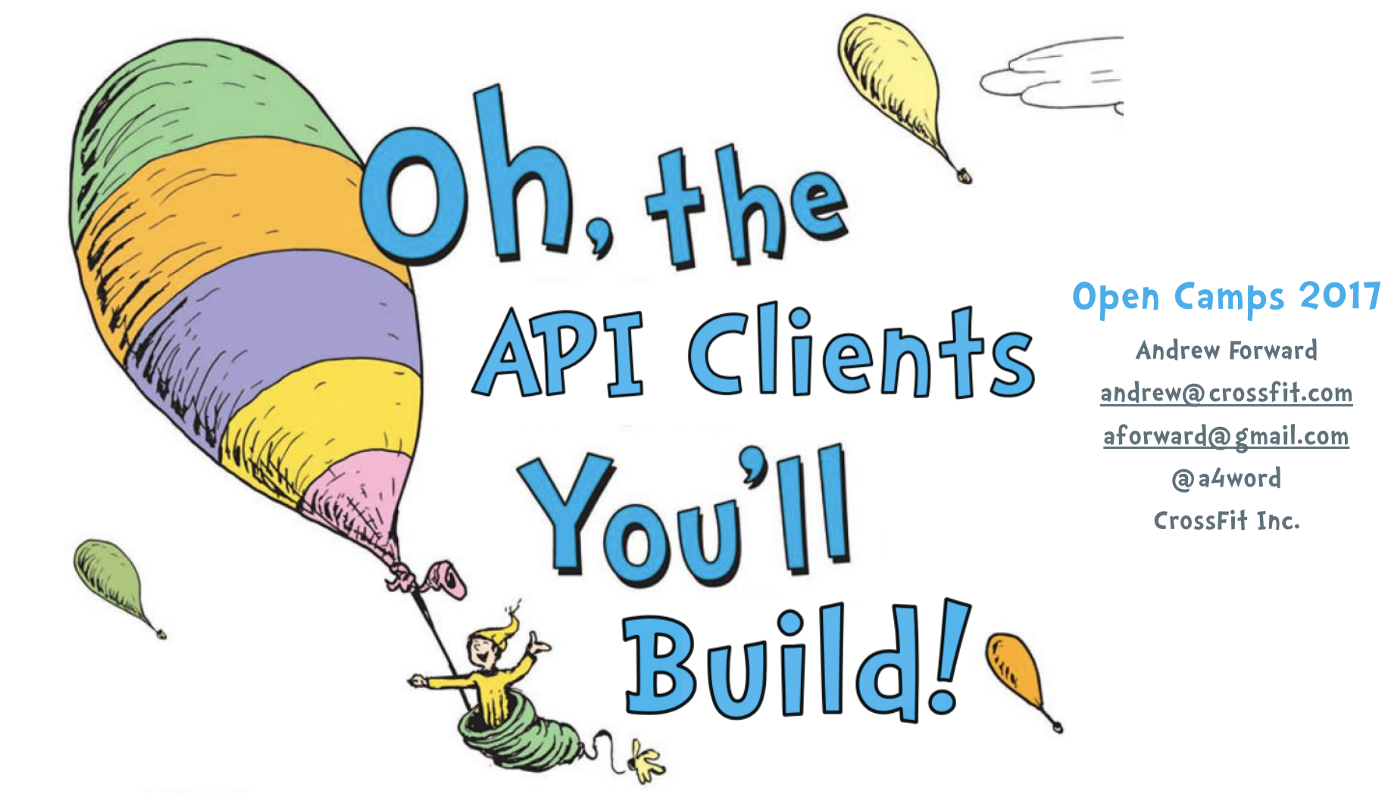 Oh, the
API Clients
You'll
Build!
Open Camps 2017
Andrew Forward
andrew@crossfit.com
aforward@gmail.com
@a4word
CrossFit Inc.